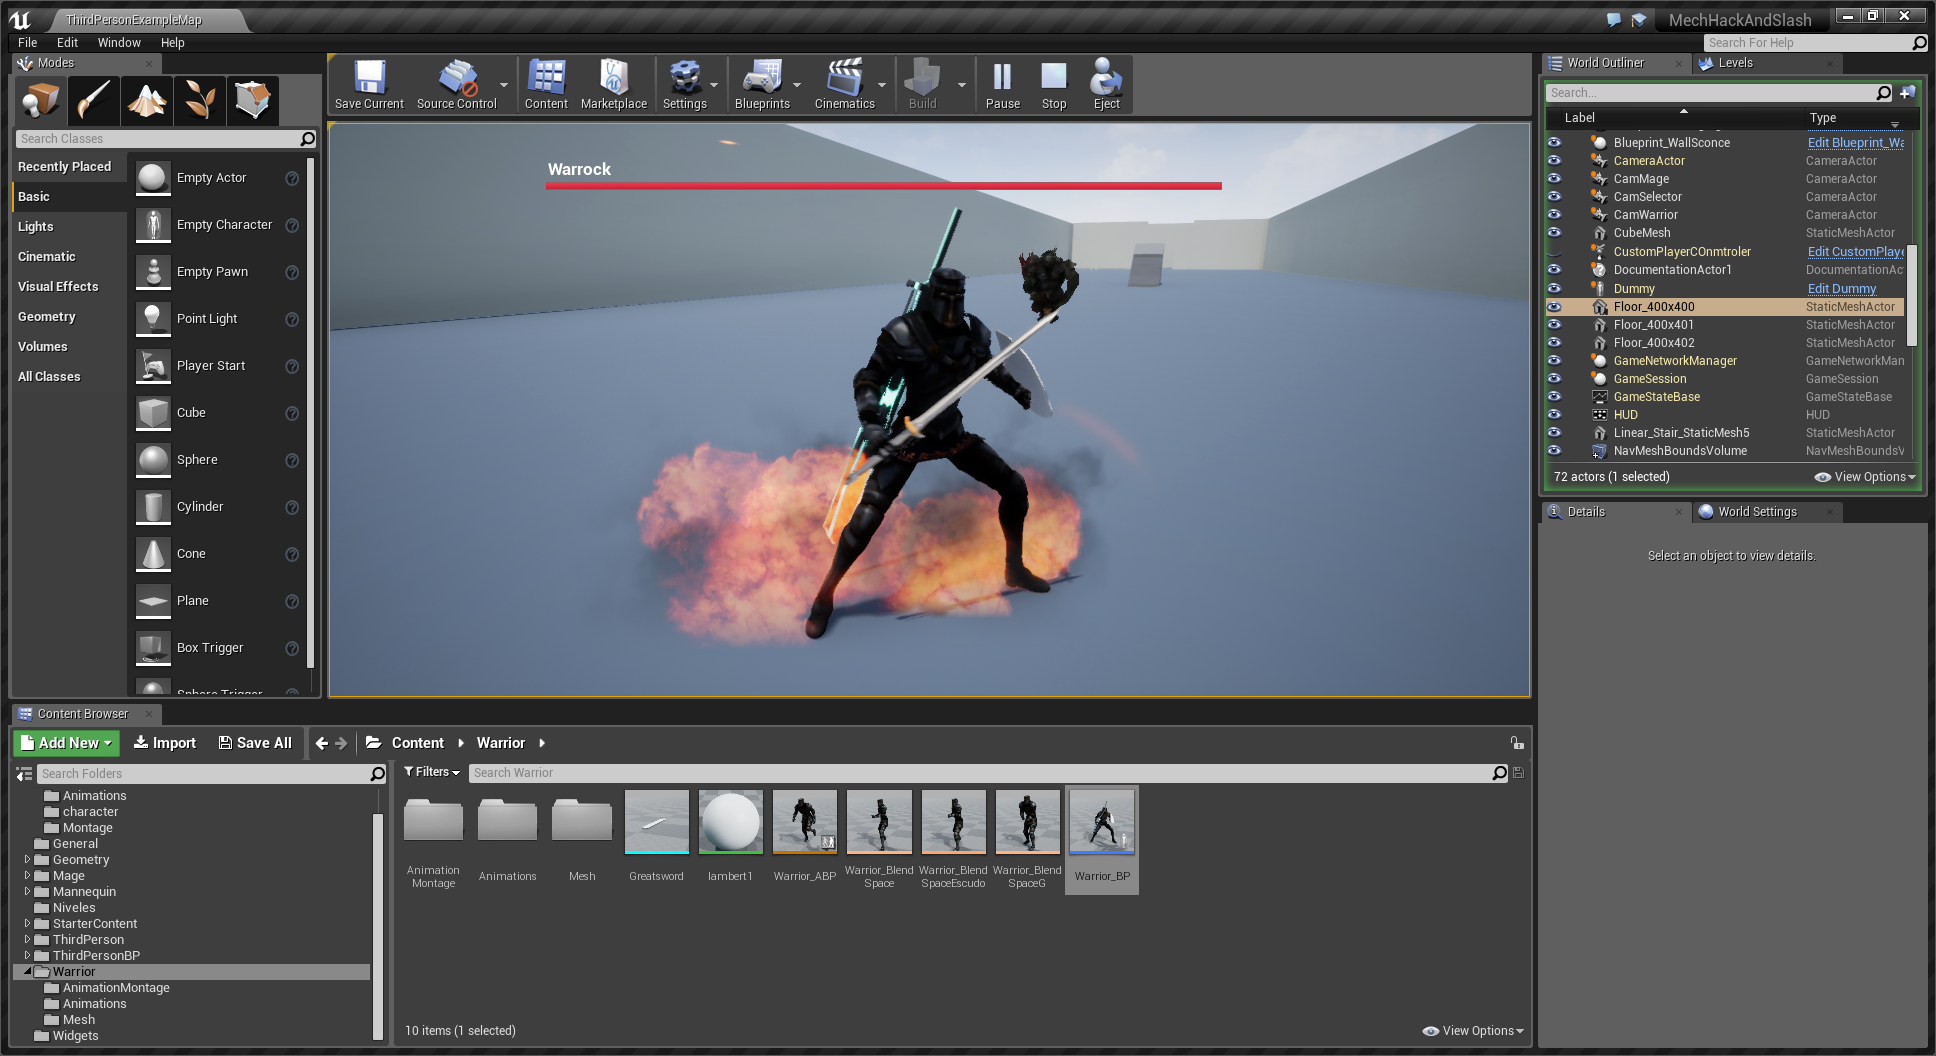 ThirdPersonExampleMap
MechHackAndSlash
File Edit Window Help
Search For Help
Modes
Search Classes
Recently Placed
Basic
Lights
Cinematic
Visual Effects
Geometry
Volumes
All Classes
Empty Actor
Empty Character
Empty Pawn
Point Light
Player Start
Cube
Sphere
Cylinder
Cone
Plane
Box Trigger
Sphere Trigger
Save Current
Source Control
Content
Marketplace
Settings
Blueprints
Cinematics
Build
Pause
Stop
Eject
Warrock
World Outliner
Levels
Search...
Label Type
Blueprint_WallSconce Edit Blueprint_Wa
CameraActor CameraActor
CamMage CameraActor
CamSelector CameraActor
CamWarrior CameraActor
CubeMesh StaticMeshActor
CustomPlayerCOnmtroler Edit CustomPlaye
DocumentationActor1 DocumentationAc
Dummy Edit Dummy
Floor_400x400 StaticMeshActor
Floor_400x401 StaticMeshActor
Floor_400x402 StaticMeshActor
GameNetworkManager GameNetworkMan
GameSession GameSession
GameStateBase GameStateBase
HUD HUD
Linear_Stair_StaticMesh5 StaticMeshActor
NavMeshBoundsVolume NavMeshBoundsV
72 actors (1 selected) View Options
Details
World Settings
Select an object to view details.
Content Browser
Add New Import Save All Content Warrior
Search Folders
Animations
character
Montage
General
Geometry
Mage
Mannequin
Niveles
StarterContent
ThirdPerson
ThirdPersonBP
Warrior
AnimationMontage
Animations
Mesh
Widgets
Filters
Search Warrior
Animation
Montage
Animations
Mesh
Greatsword
lambert1
Warrior_ABP
Warrior_Blend
Space
Warrior_Blend
SpaceEscudo
Warrior_Blend
SpaceG
Warrior_BP
10 items (1 selected) View Options